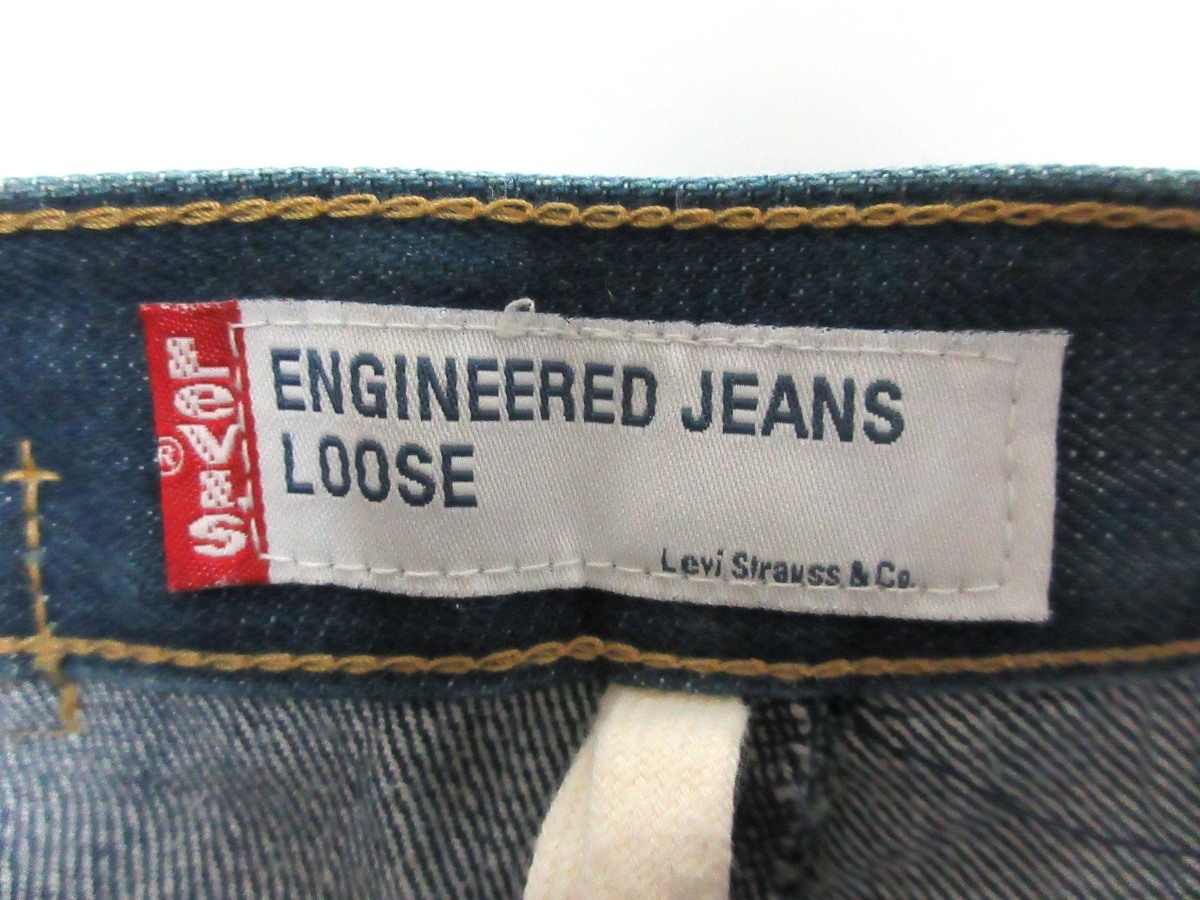 LEVI'S
®
ENGINEERED JEANS
LOOSE
Levi Strauss & Co.